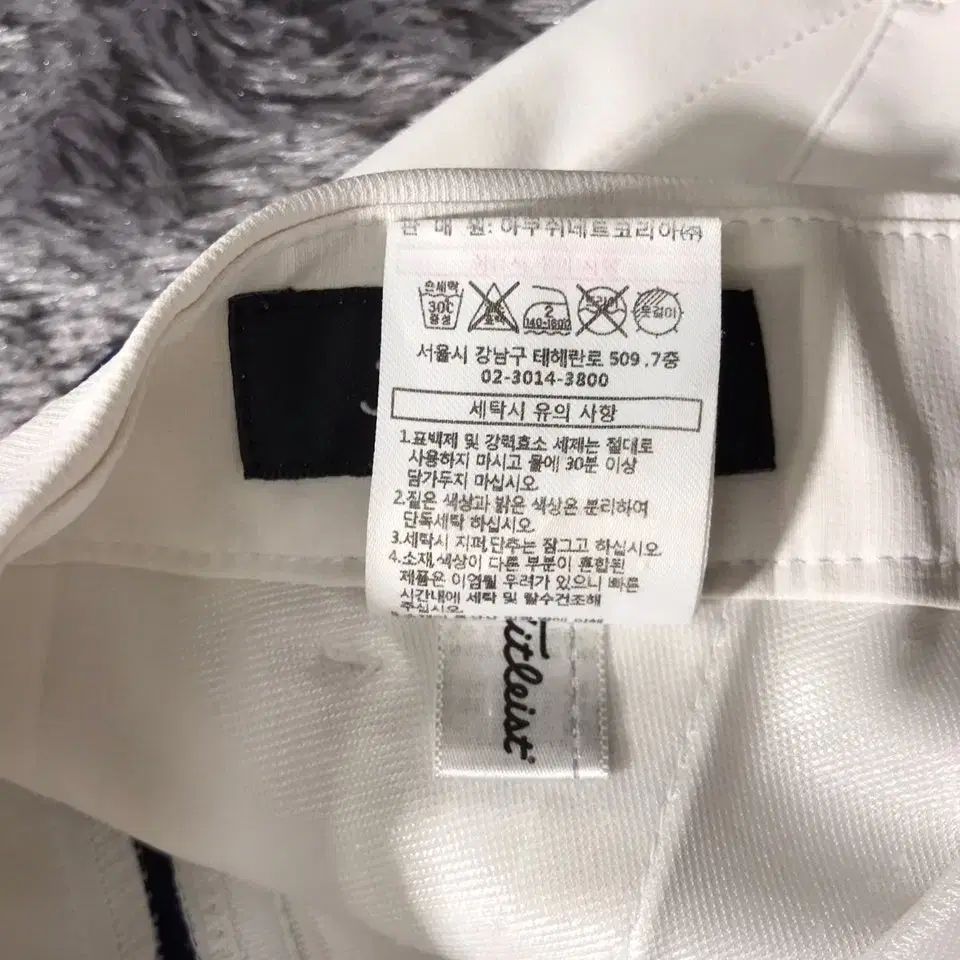 판 매 원: 아쿠쉬네트코리아(주)
손세탁
30℃
중성
2
140-160℃
드라이
옷걸이
서울시 강남구 테헤란로 509.7층
02-3014-3800
세탁시 유의 사항
1.표백제 및 강력효소 세제는 절대로
사용하지 마시고 물에 30분 이상
담가두지 마십시오.
2.짙은 색상과 밝은 색상은 분리하여
단독세탁 하십시오.
3.세탁시 지퍼,단추는 잠그고 하십시오.
4.소재,색상이 다른 부분이 혼합된
제품은 이염될 우려가 있으니 빠른
시간내에 세탁 및 탈수건조해
주십시오.
Titleist